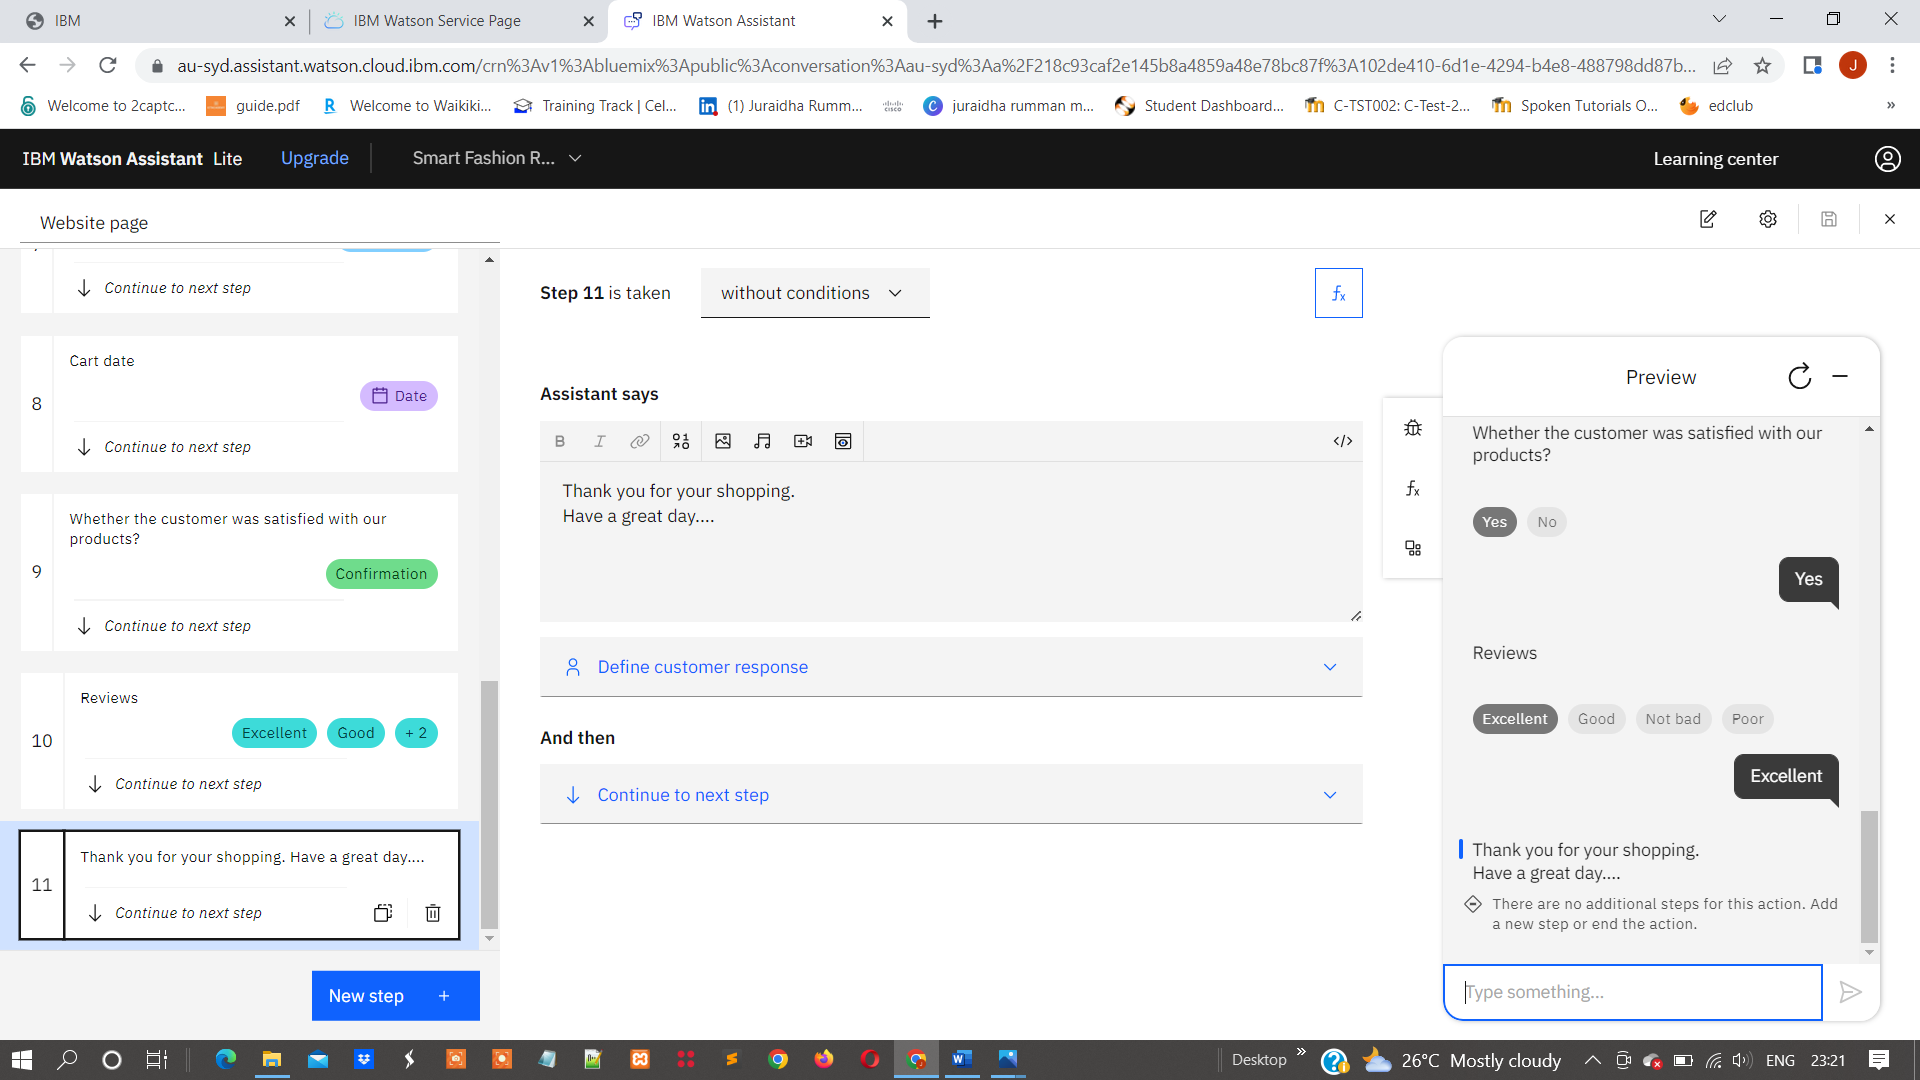 IBM
IBM Watson Service Page
IBM Watson Assistant
au-syd.assistant.watson.cloud.ibm.com/crn%3Av1%3Abluemix%3Apublic%3Aconversation%3Aau-syd%3Aa%2F218c93caf2e145b8a4859a48e78bc87f%3A102de410-6d1e-4294-b4e8-488798dd87b...
J
Welcome to 2captc...
guide.pdf
Welcome to Waikiki...
Training Track | Cel...
(1) Juraidha Rumm...
juraidha rumman m...
Student Dashboard...
C-TST002: C-Test-2...
Spoken Tutorials O...
edclub
»
IBM Watson Assistant Lite
Upgrade
Smart Fashion R...
Learning center
Website page
Continue to next step
8
Cart date
Date
Continue to next step
9
Whether the customer was satisfied with our
products?
Confirmation
Continue to next step
10
Reviews
Excellent
Good
+ 2
Continue to next step
11
Thank you for your shopping. Have a great day....
Continue to next step
New step +
Step 11 is taken
without conditions
fx
Assistant says
B
I
</>
Thank you for your shopping.
Have a great day....
Define customer response
And then
Continue to next step
fx
Preview
Whether the customer was satisfied with our
products?
Yes
No
Yes
Reviews
Excellent
Good
Not bad
Poor
Excellent
Thank you for your shopping.
Have a great day....
There are no additional steps for this action. Add
a new step or end the action.
Type something...
Desktop
»
26°C Mostly cloudy
ENG
23:21